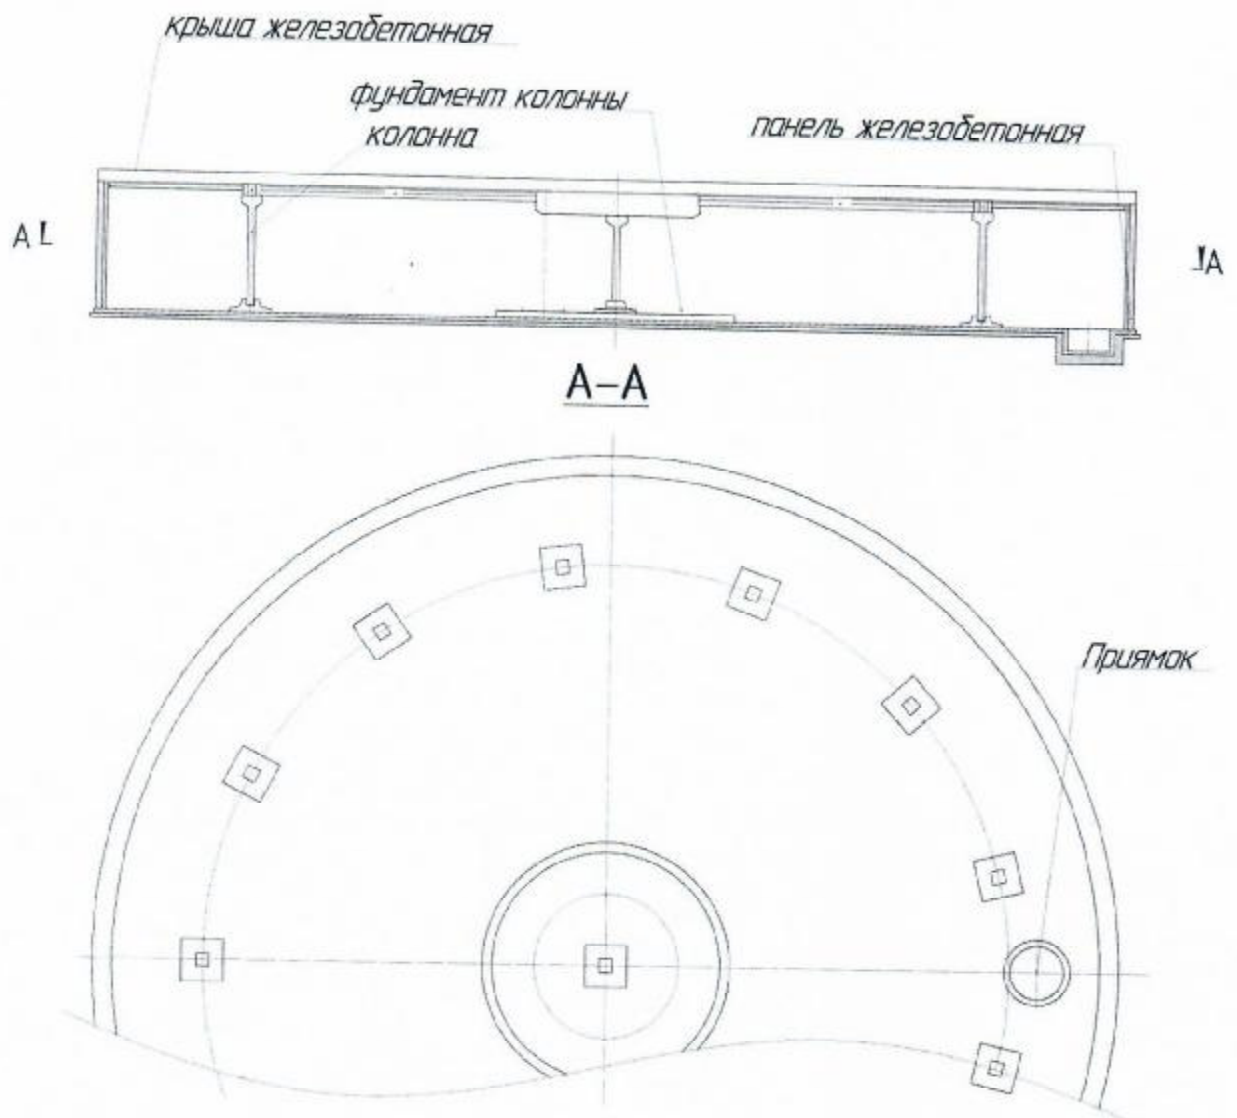 крыша железобетонная
фундамент колонны
колонна
панель железобетонная
А
А
А–А
Приямок